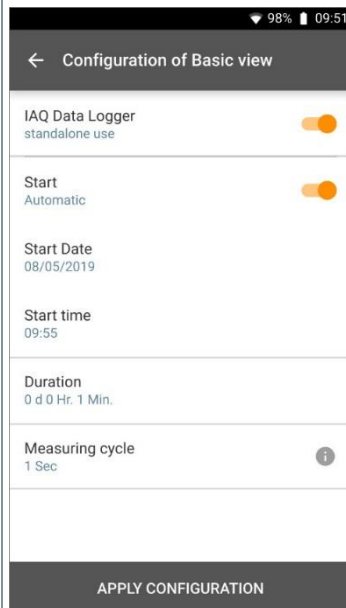 98% 09:51
Configuration of Basic view
IAQ Data Logger
standalone use
Start
Automatic
Start Date
08/05/2019
Start time
09:55
Duration
0 d 0 Hr. 1 Min.
Measuring cycle
1 Sec
APPLY CONFIGURATION